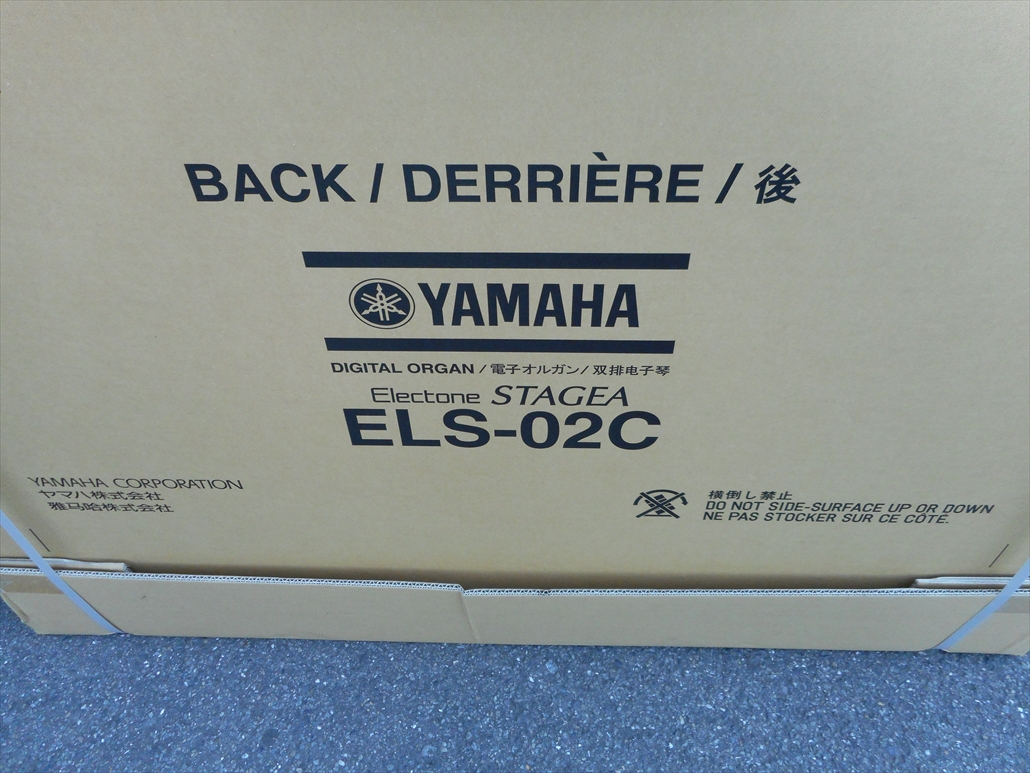 BACK / DERRIÈRE / 後
YAMAHA
DIGITAL ORGAN / 電子オルガン / 双排电子琴
Electone STAGEA
ELS-02C
YAMAHA CORPORATION
ヤマハ株式会社
雅马哈株式会社
横倒し禁止
DO NOT SIDE-SURFACE UP OR DOWN
NE PAS STOCKER SUR CE CÔTÉ.